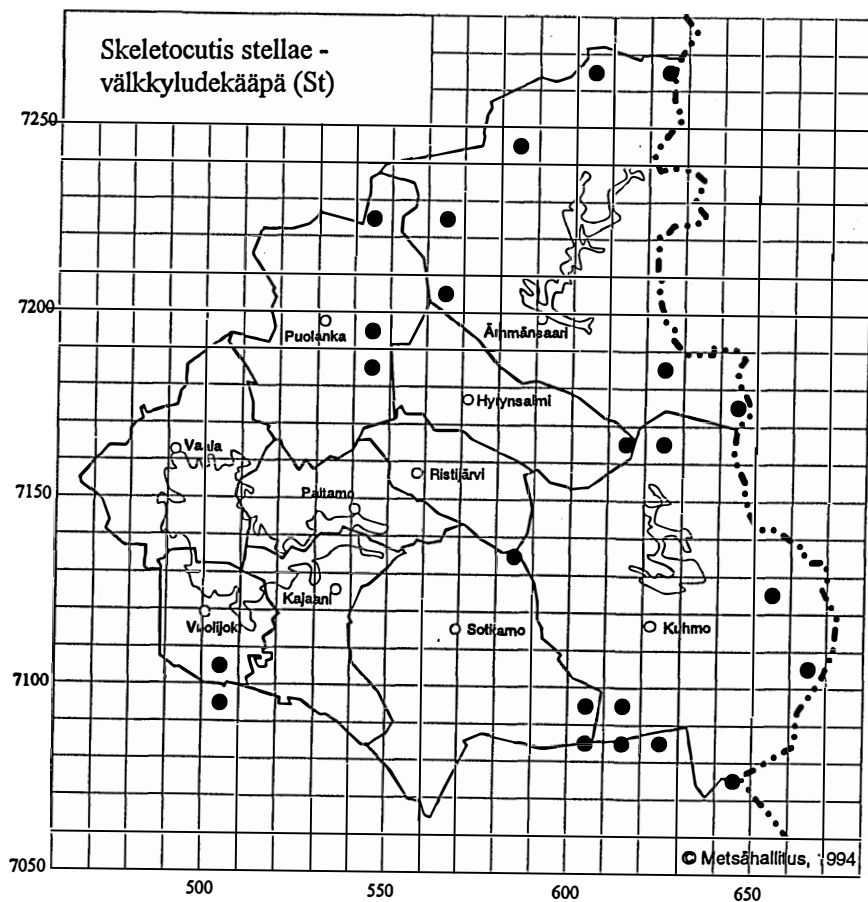 Skeletocutis stellae -
välkkyludekääpä (St)
7250
7200
Puolanka
Ämmänsaari
Hyrynsalmi
Vaala
Ristijärvi
7150
Paltamo
Kajaani
Vuolijoki
Sotkamo
Kuhmo
7100
7050
© Metsähallitus, 1994
500
550
600
650